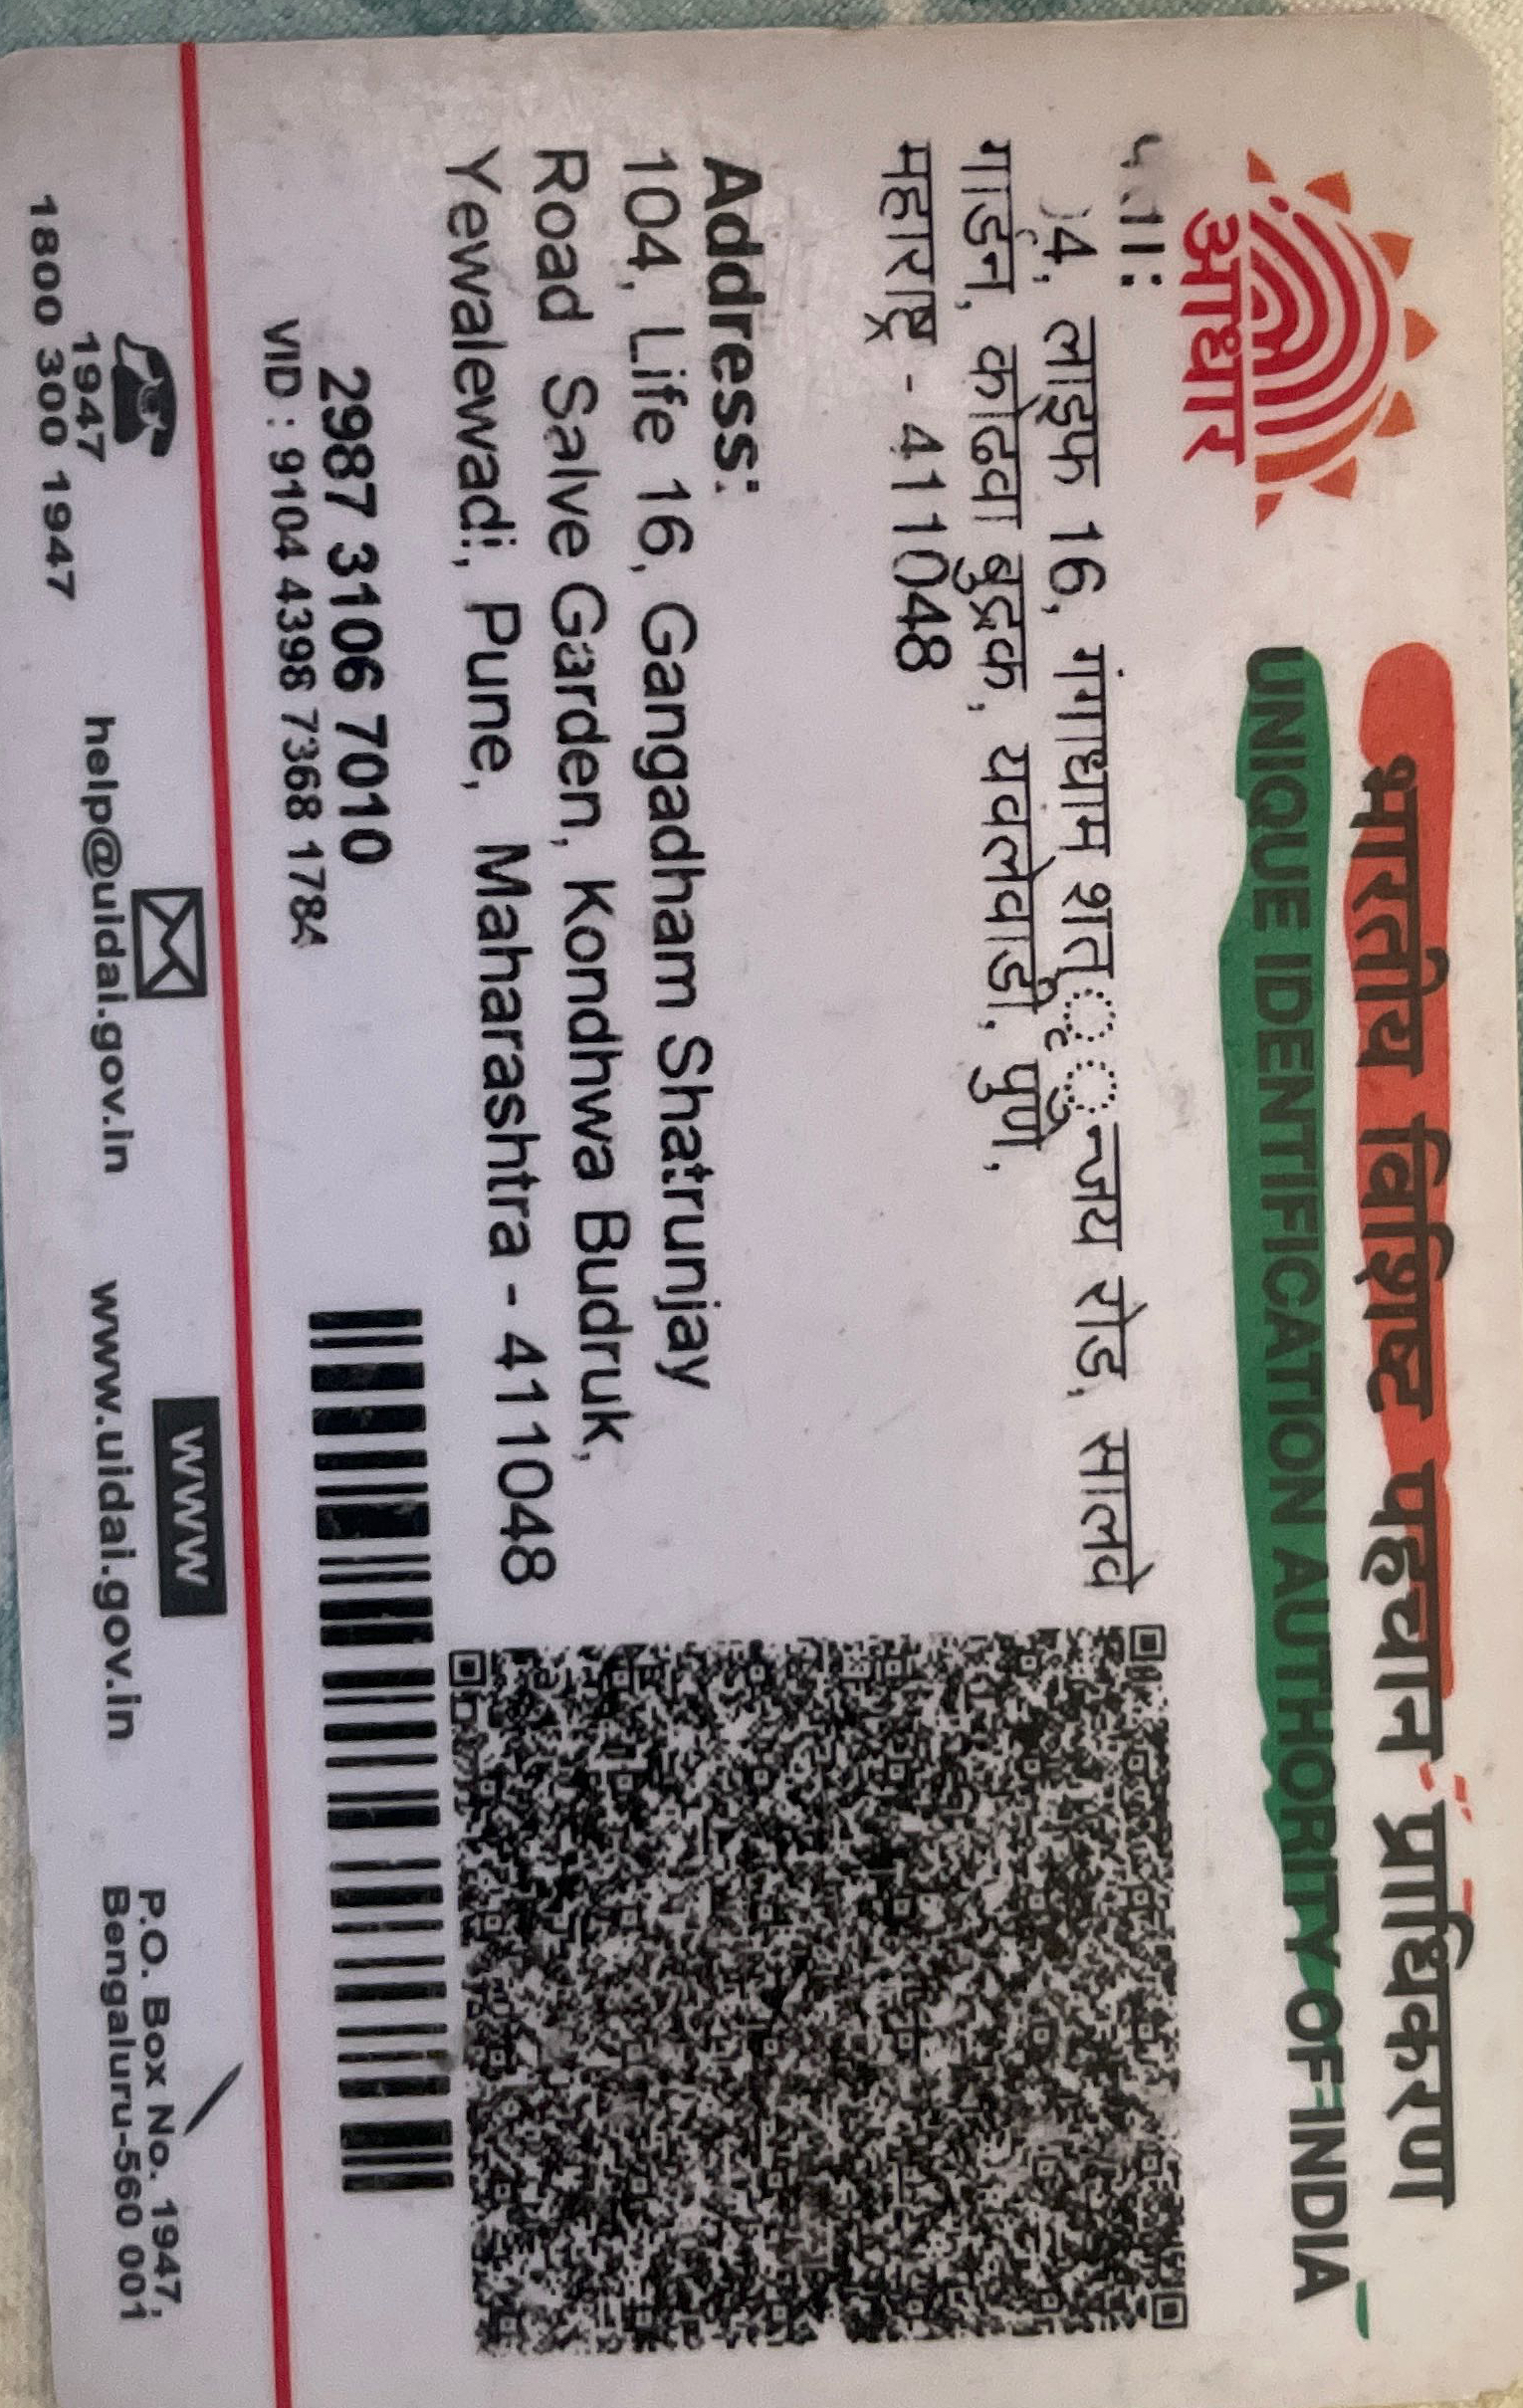 आधार
भारतीय विशिष्ट पहचान प्राधिकरण
UNIQUE IDENTIFICATION AUTHORITY OF INDIA
4, लाइफ 16, गंगाधाम शत्ृुन्जय रोड, सालवे
गार्डन, कोंढवा बुद्रुक, यवलेवाडी, पुणे,
महाराष्ट्र - 411048
Address:
104, Life 16, Gangadham Shatrunjay
Road Salve Garden, Kondhwa Budruk,
Yewalewadi, Pune, Maharashtra - 411048
2987 3106 7010
VID : 9104 4398 7368 1784
1947
1800 300 1947
help@uidai.gov.in
www
www.uidai.gov.in
P.O. Box No. 1947,
Bengaluru-560 001